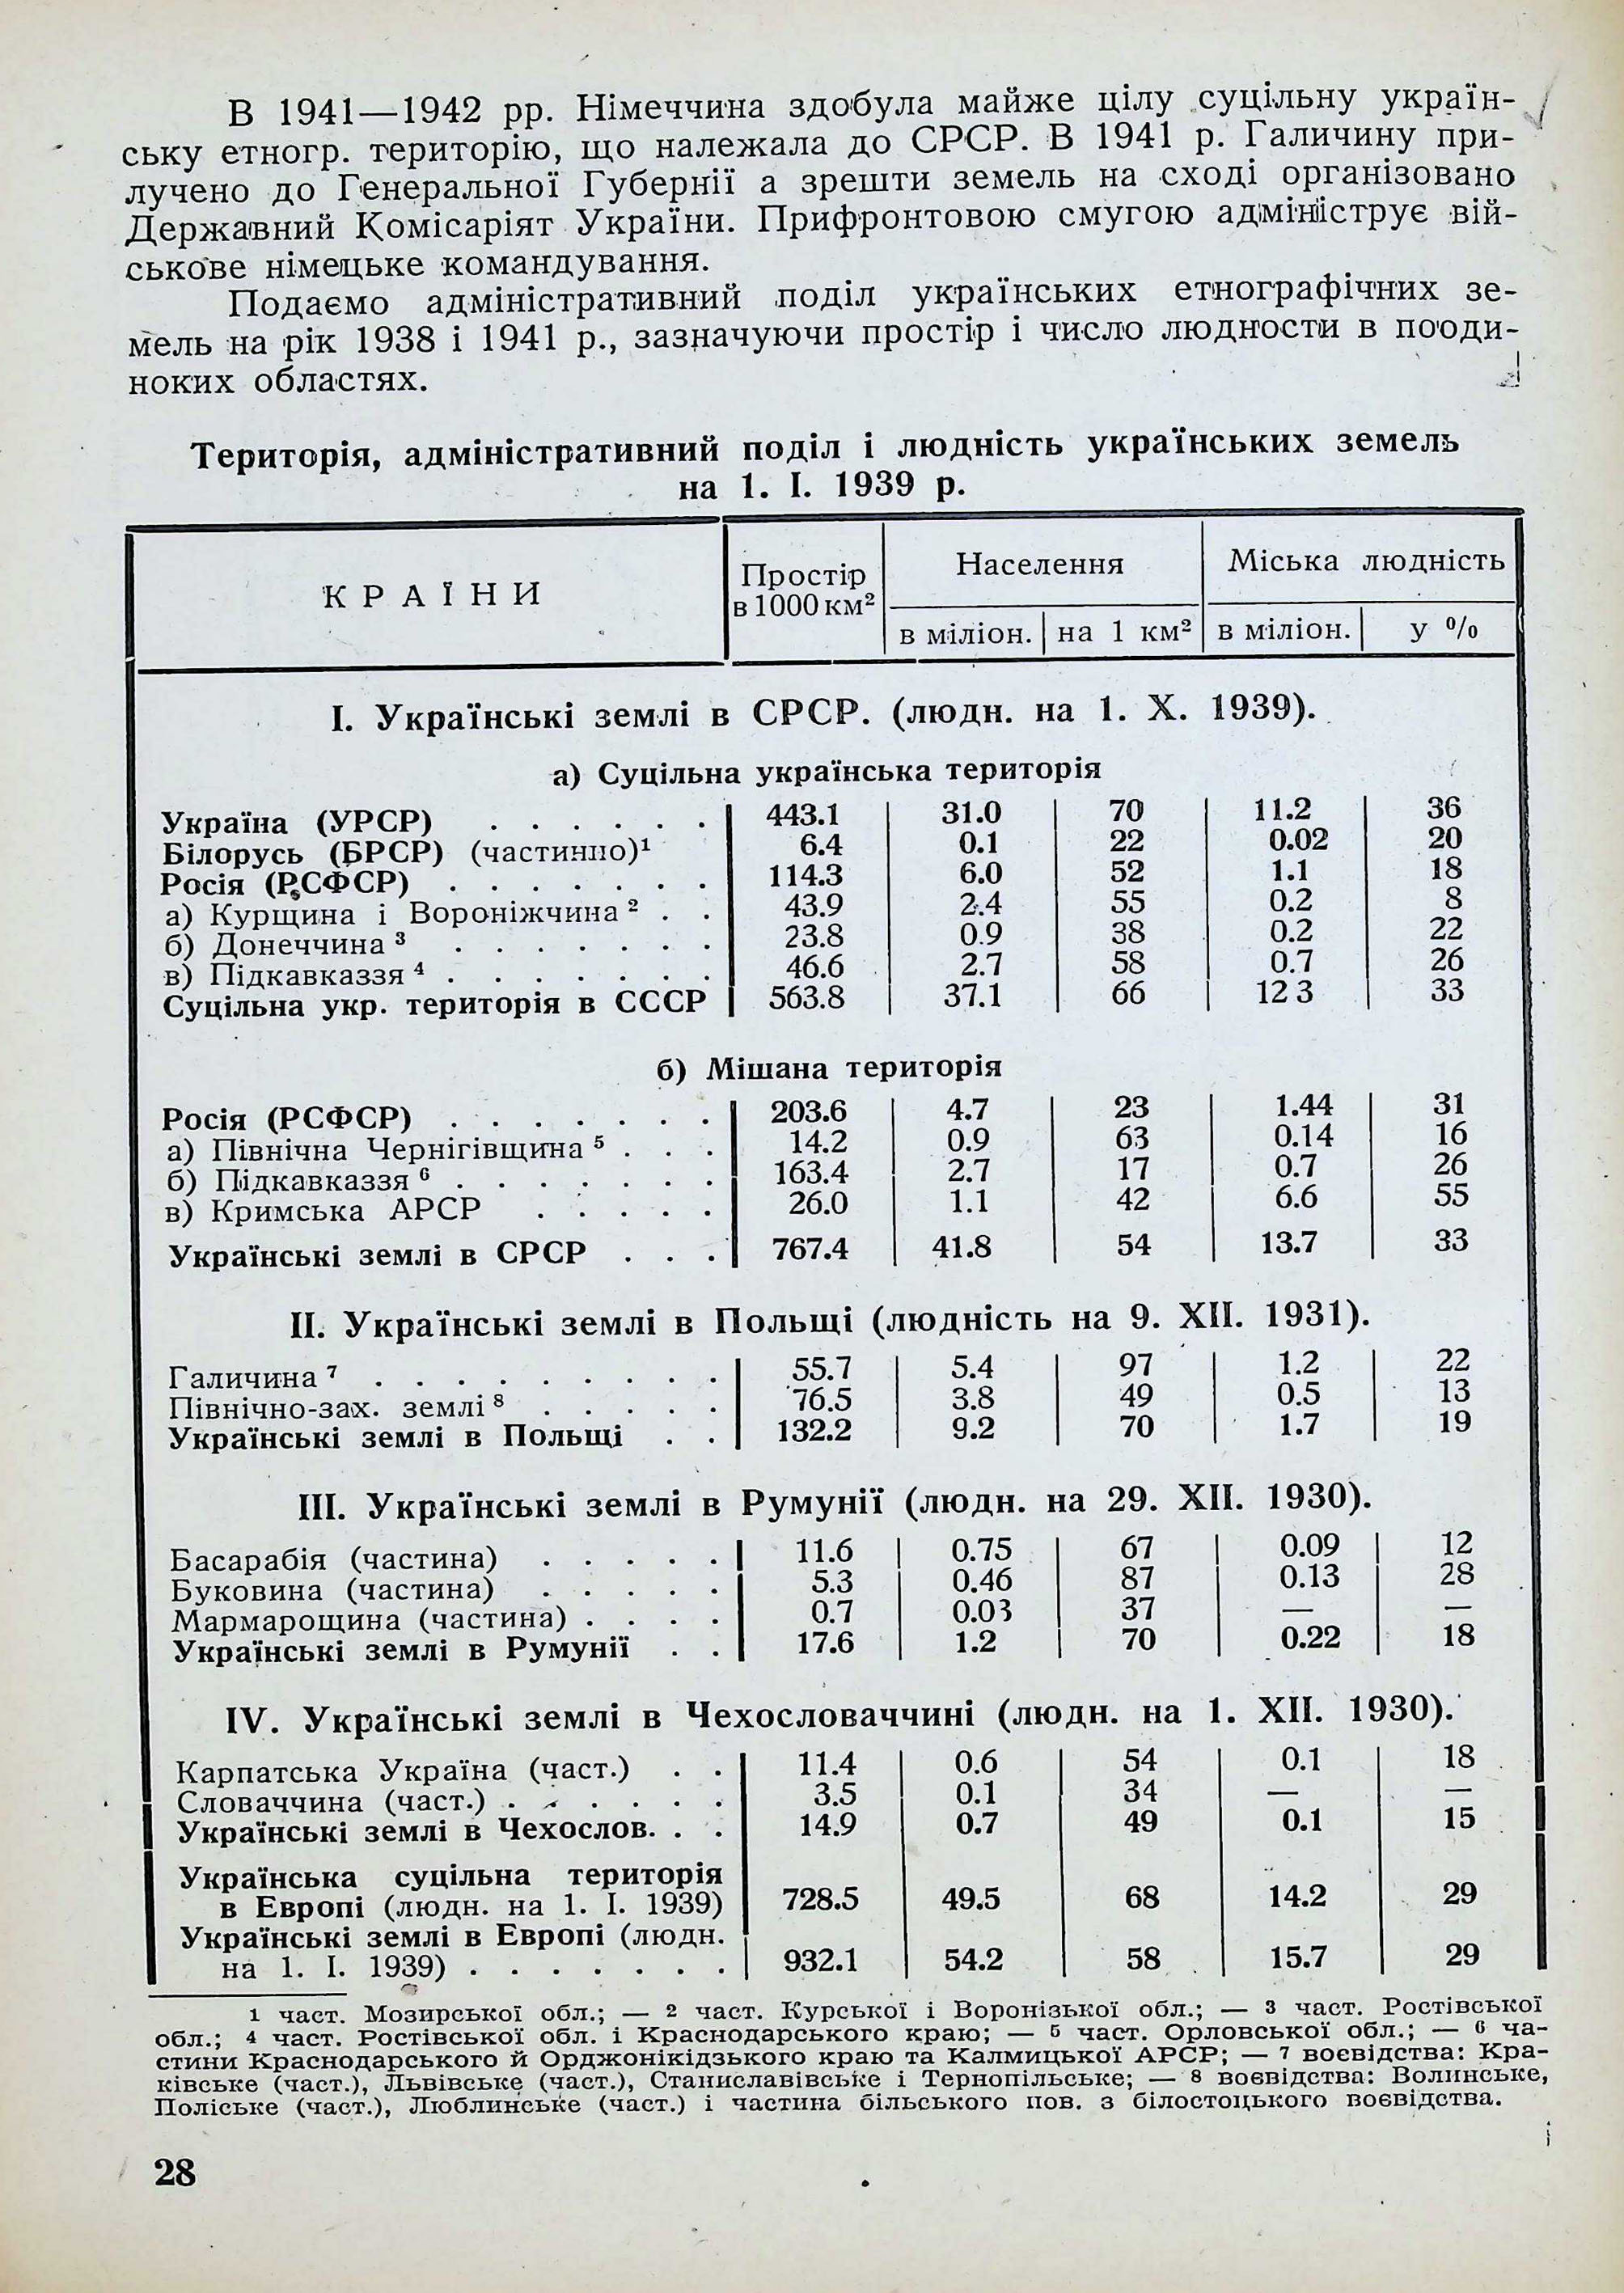 В 1941—1942 рр. Німеччина здобула майже цілу суцільну україн-
ську етногр. територію, що належала до СРСР. В 1941 р. Галичину при-
лучено до Генеральної Губернії а зрешти земель на сході організовано
Державний Комісаріят України. Прифронтовою смугою адмініструє вій-
ськове німецьке командування.
Подаємо адміністративний поділ українських етнографічних зе-
мель на рік 1938 і 1941 р., зазначуючи простір і число людности в пооди-
ноких областях.
Територія, адміністративний поділ і людність українських земель
на 1. I. 1939 р.
КРАЇНИ Простір в 1000 км² Населення Міська людність
в міліон. на 1 км² в міліон. у %
I. Українські землі в СРСР. (людн. на 1. X. 1939).
а) Суцільна українська територія
Україна (УРСР) . . . . . . 443.1 31.0 70 11.2 36
Білорусь (БРСР) (частинно)¹ 6.4 0.1 22 0.02 20
Росія (РСФСР) . . . . . . . 114.3 6.0 52 1.1 18
а) Курщина і Вороніжчина ² . . 43.9 2.4 55 0.2 8
б) Донеччина ³ . . . . . . . 23.8 0.9 38 0.2 22
в) Підкавказзя ⁴ . . . . . . . 46.6 2.7 58 0.7 26
Суцільна укр. територія в СССР 563.8 37.1 66 12 3 33
б) Мішана територія
Росія (РСФСР) . . . . . . . 203.6 4.7 23 1.44 31
а) Північна Чернігівщина ⁵ . . . 14.2 0.9 63 0.14 16
б) Підкавказзя ⁶ . . . . . . . 163.4 2.7 17 0.7 26
в) Кримська АРСР . . . . . 26.0 1.1 42 6.6 55
Українські землі в СРСР . . . 767.4 41.8 54 13.7 33
II. Українські землі в Польщі (людність на 9. XII. 1931).
Галичина ⁷ . . . . . . . . . 55.7 5.4 97 1.2 22
Північно-зах. землі ⁸ . . . . . 76.5 3.8 49 0.5 13
Українські землі в Польщі . . 132.2 9.2 70 1.7 19
III. Українські землі в Румунії (людн. на 29. XII. 1930).
Басарабія (частина) . . . . . 11.6 0.75 67 0.09 12
Буковина (частина) . . . . . 5.3 0.46 87 0.13 28
Мармарощина (частина) . . . . 0.7 0.03 37 — —
Українські землі в Румунії . . 17.6 1.2 70 0.22 18
IV. Українські землі в Чехословаччині (людн. на 1. XII. 1930).
Карпатська Україна (част.) . . 11.4 0.6 54 0.1 18
Словаччина (част.) . . . . . . 3.5 0.1 34 — —
Українські землі в Чехослов. . . 14.9 0.7 49 0.1 15
Українська суцільна територія
в Европі (людн. на 1. I. 1939) 728.5 49.5 68 14.2 29
Українські землі в Европі (людн.
на 1. I. 1939) . . . . . . . 932.1 54.2 58 15.7 29
1 част. Мозирської обл.; — 2 част. Курської і Воронізької обл.; — 3 част. Ростівської
обл.; 4 част. Ростівської обл. і Краснодарського краю; — 5 част. Орловської обл.; — 6 ча-
стини Краснодарського й Орджонікідзького краю та Калмицької АРСР; — 7 воєвідства: Кра-
ківське (част.), Львівське (част.), Станиславівське і Тернопільське; — 8 воєвідства: Волинське,
Поліське (част.), Люблинське (част.) і частина більського пов. з білостоцького воєвідства.
28